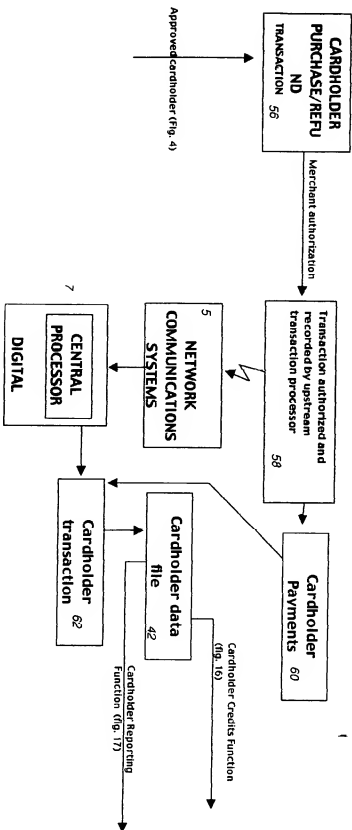 CARDHOLDER
PURCHASE/REFU
ND
TRANSACTION 56
Approved cardholder (Fig. 4)
Merchant authorization
Transaction authorized and
recorded by upstream
transaction processor
58
Cardholder
Payments 60
5
NETWORK
COMMUNICATIONS
SYSTEMS
7
CENTRAL
PROCESSOR
DIGITAL
Cardholder
transaction 62
Cardholder data
file 42
Cardholder Credits Function
(fig. 16)
Cardholder Reporting
Function (fig. 17)